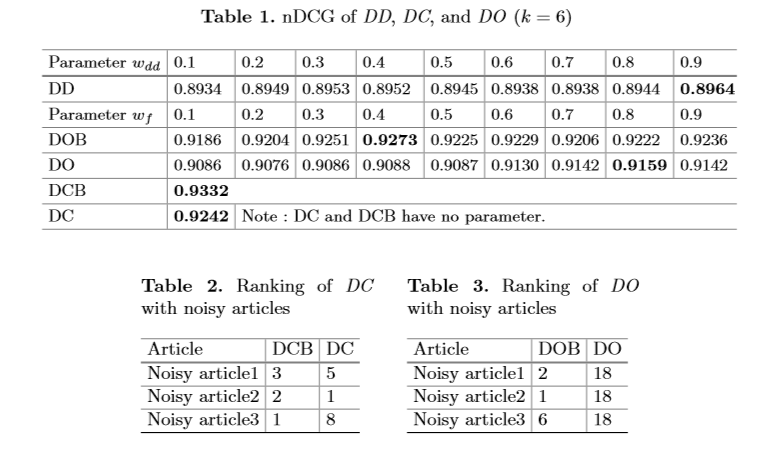 Table 1. nDCG of DD, DC, and DO (k = 6)
Parameter w_dd 0.1 0.2 0.3 0.4 0.5 0.6 0.7 0.8 0.9
DD 0.8934 0.8949 0.8953 0.8952 0.8945 0.8938 0.8938 0.8944 0.8964
Parameter w_f 0.1 0.2 0.3 0.4 0.5 0.6 0.7 0.8 0.9
DOB 0.9186 0.9204 0.9251 0.9273 0.9225 0.9229 0.9206 0.9222 0.9236
DO 0.9086 0.9076 0.9086 0.9088 0.9087 0.9130 0.9142 0.9159 0.9142
DCB 0.9332
DC 0.9242 Note : DC and DCB have no parameter.
Table 2. Ranking of DC
with noisy articles
Article DCB DC
Noisy article1 3 5
Noisy article2 2 1
Noisy article3 1 8
Table 3. Ranking of DO
with noisy articles
Article DOB DO
Noisy article1 2 18
Noisy article2 1 18
Noisy article3 6 18